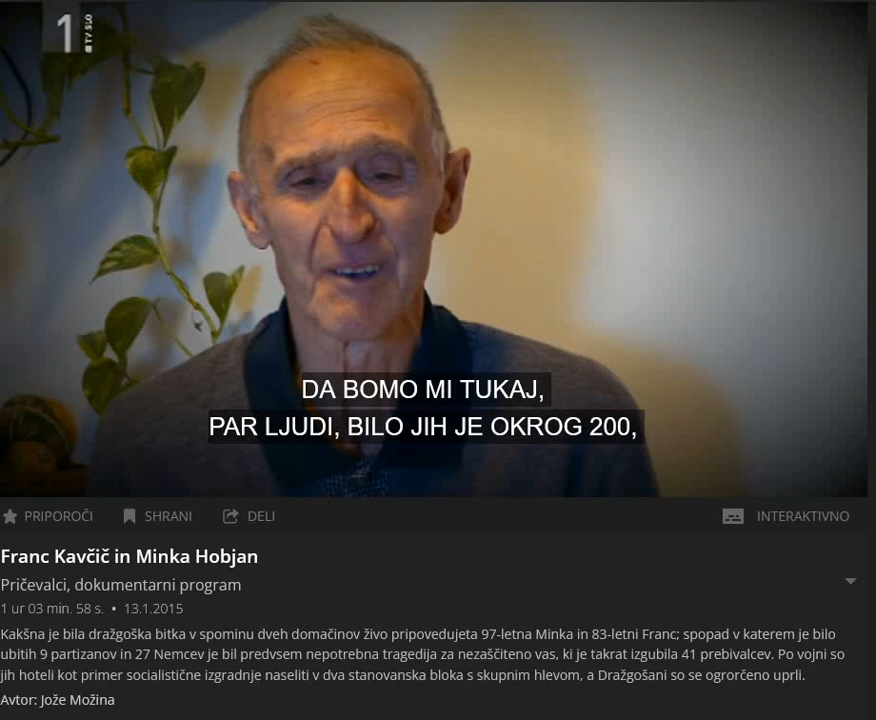 1
TV SLO
DA BOMO MI TUKAJ,
PAR LJUDI, BILO JIH JE OKROG 200,
PRIPOROČI
SHRANI
DELI
INTERAKTIVNO
Franc Kavčič in Minka Hobjan
Pričevalci, dokumentarni program
1 ur 03 min. 58 s. • 13.1.2015
Kakšna je bila dražgoška bitka v spominu dveh domačinov živo pripovedujeta 97-letna Minka in 83-letni Franc; spopad v katerem je bilo
ubitih 9 partizanov in 27 Nemcev je bil predvsem nepotrebna tragedija za nezaščiteno vas, ki je takrat izgubila 41 prebivalcev. Po vojni so
jih hoteli kot primer socialistične izgradnje naseliti v dva stanovanska bloka s skupnim hlevom, a Dražgošani so se ogrorčeno uprli.
Avtor: Jože Možina